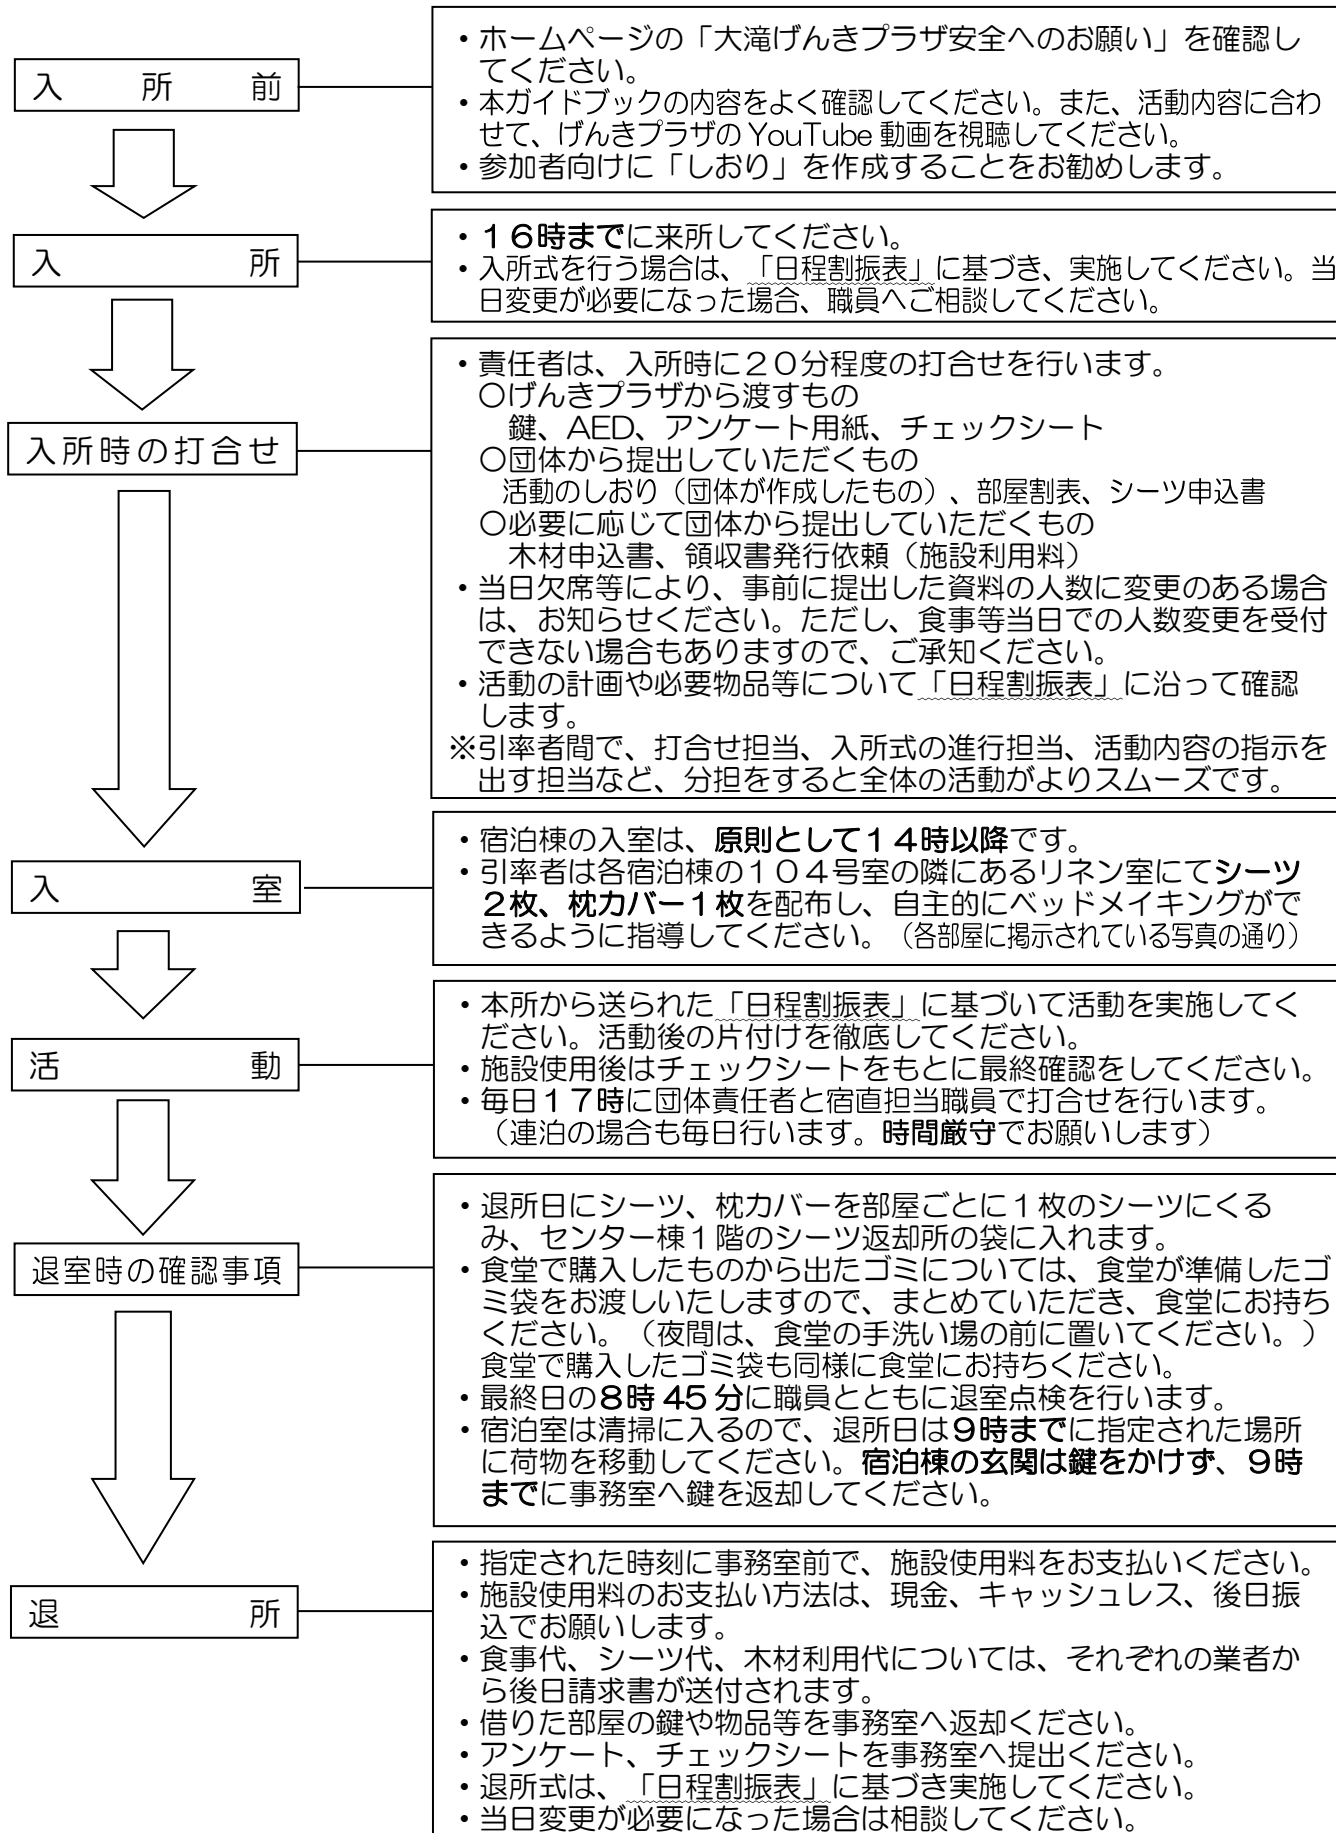 入所前
・ホームページの「大滝げんきプラザ安全へのお願い」を確認し
てください。
・本ガイドブックの内容をよく確認してください。また、活動内容に合わ
せて、げんきプラザの YouTube 動画を視聴してください。
・参加者向けに「しおり」を作成することをお勧めします。
入所
・16時までに来所してください。
・入所式を行う場合は、「日程割振表」に基づき、実施してください。当
日変更が必要になった場合、職員へご相談してください。
入所時の打合せ
・責任者は、入所時に20分程度の打合せを行います。
○げんきプラザから渡すもの
鍵、AED、アンケート用紙、チェックシート
○団体から提出していただくもの
活動のしおり（団体が作成したもの）、部屋割表、シーツ申込書
○必要に応じて団体から提出していただくもの
木材申込書、領収書発行依頼（施設利用料）
・当日欠席等により、事前に提出した資料の人数に変更のある場合
は、お知らせください。ただし、食事等当日での人数変更を受付
できない場合もありますので、ご承知ください。
・活動の計画や必要物品等について「日程割振表」に沿って確認
します。
※引率者間で、打合せ担当、入所式の進行担当、活動内容の指示を
出す担当など、分担をすると全体の活動がよりスムーズです。
入室
・宿泊棟の入室は、原則として14時以降です。
・引率者は各宿泊棟の104号室の隣にあるリネン室にてシーツ
2枚、枕カバー1枚を配布し、自主的にベッドメイキングがで
きるように指導してください。（各部屋に掲示されている写真の通り）
活動
・本所から送られた「日程割振表」に基づいて活動を実施してく
ださい。活動後の片付けを徹底してください。
・施設使用後はチェックシートをもとに最終確認をしてください。
・毎日17時に団体責任者と宿直担当職員で打合せを行います。
（連泊の場合も毎日行います。時間厳守でお願いします）
退室時の確認事項
・退所日にシーツ、枕カバーを部屋ごとに1枚のシーツにくる
み、センター棟1階のシーツ返却所の袋に入れます。
・食堂で購入したものから出たゴミについては、食堂が準備したゴ
ミ袋をお渡しいたしますので、まとめていただき、食堂にお持ち
ください。（夜間は、食堂の手洗い場の前に置いてください。）
食堂で購入したゴミ袋も同様に食堂にお持ちください。
・最終日の8時45分に職員とともに退室点検を行います。
・宿泊室は清掃に入るので、退所日は9時までに指定された場所
に荷物を移動してください。宿泊棟の玄関は鍵をかけず、9時
までに事務室へ鍵を返却してください。
退所
・指定された時刻に事務室前で、施設使用料をお支払いください。
・施設使用料のお支払い方法は、現金、キャッシュレス、後日振
込でお願いします。
・食事代、シーツ代、木材利用代については、それぞれの業者か
ら後日請求書が送付されます。
・借りた部屋の鍵や物品等を事務室へ返却ください。
・アンケート、チェックシートを事務室へ提出ください。
・退所式は、「日程割振表」に基づき実施してください。
・当日変更が必要になった場合は相談してください。